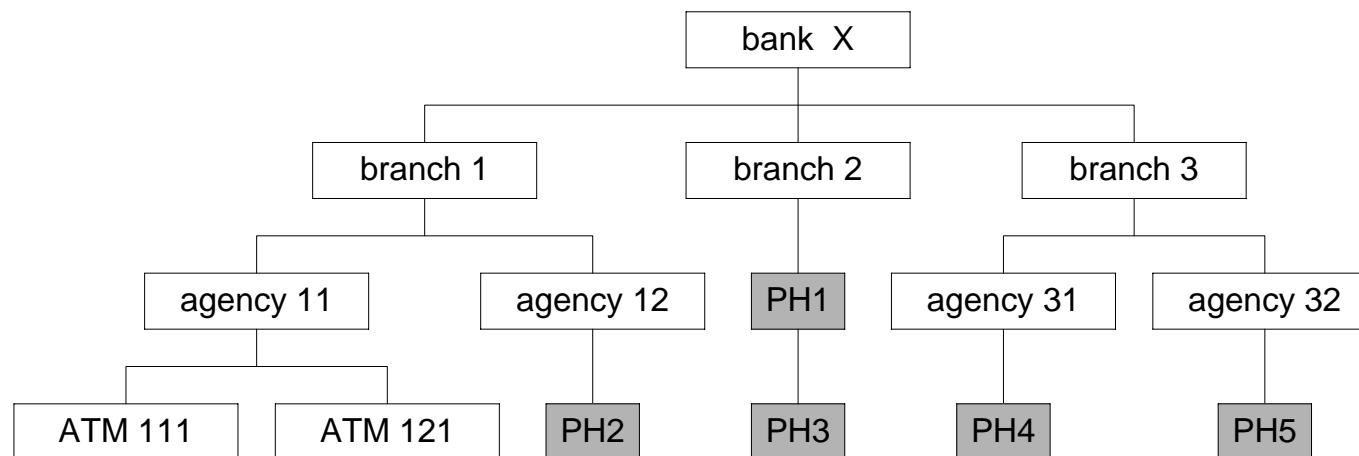 bank X
branch 1
branch 2
branch 3
agency 11
agency 12
PH1
agency 31
agency 32
ATM 111
ATM 121
PH2
PH3
PH4
PH5